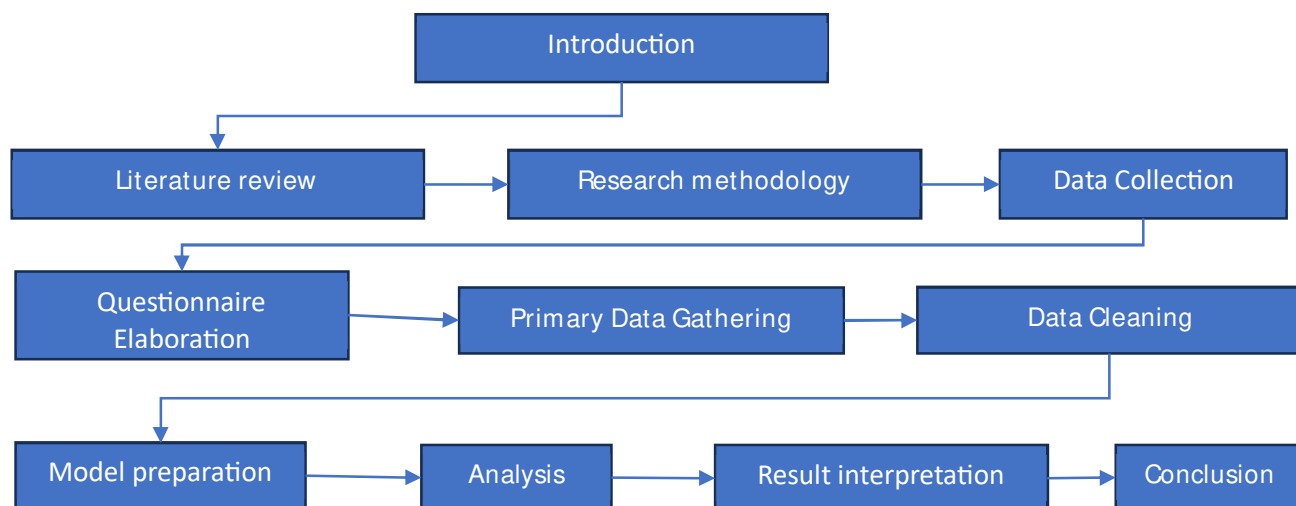 Introduction
Literature review
Research methodology
Data Collection
Questionnaire
Elaboration
Primary Data Gathering
Data Cleaning
Model preparation
Analysis
Result interpretation
Conclusion